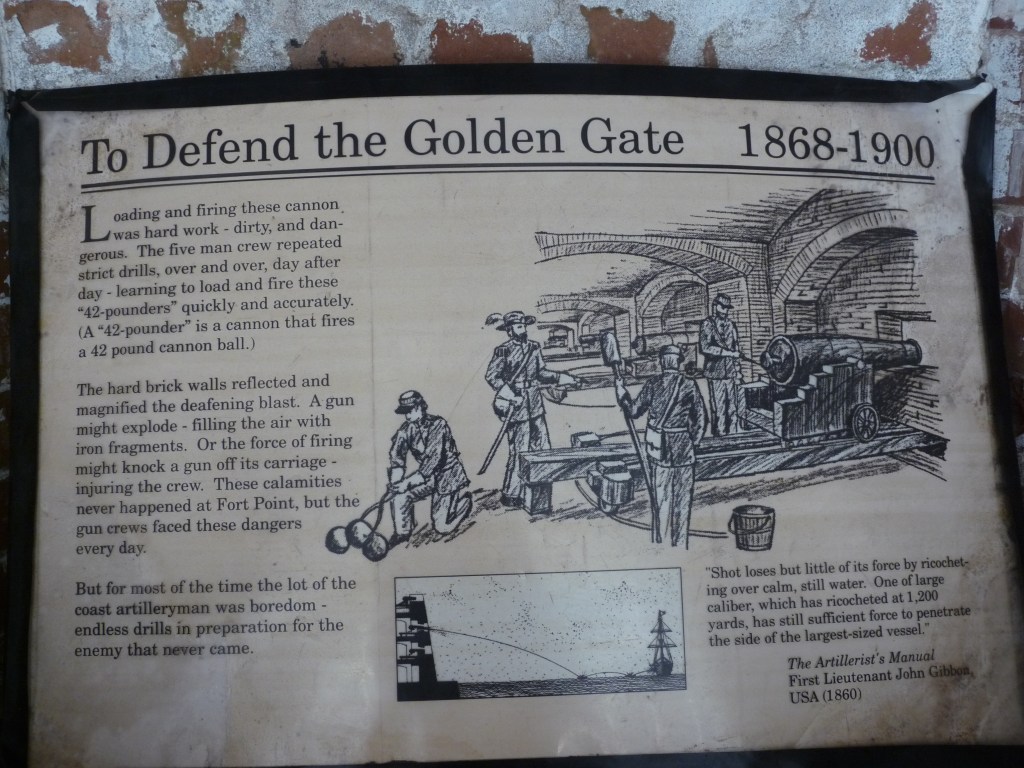 To Defend the Golden Gate 1868-1900
Loading and firing these cannon
was hard work - dirty, and dan-
gerous. The five man crew repeated
strict drills, over and over, day after
day - learning to load and fire these
"42-pounders" quickly and accurately.
(A "42-pounder" is a cannon that fires
a 42 pound cannon ball.)
The hard brick walls reflected and
magnified the deafening blast. A gun
might explode - filling the air with
iron fragments. Or the force of firing
might knock a gun off its carriage -
injuring the crew. These calamities
never happened at Fort Point, but the
gun crews faced these dangers
every day.
But for most of the time the lot of the
coast artilleryman was boredom -
endless drills in preparation for the
enemy that never came.
"Shot loses but little of its force by ricochet-
ing over calm, still water. One of large
caliber, which has ricocheted at 1,200
yards, has still sufficient force to penetrate
the side of the largest-sized vessel."
The Artillerist's Manual
First Lieutenant John Gibbon,
USA (1860)